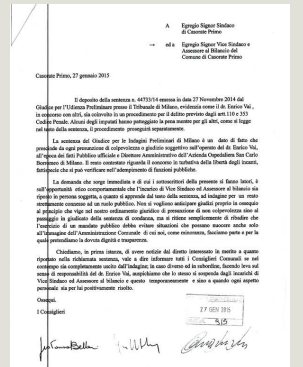 A Egregio Signor Sindaco
di Casorate Primo
→ ed a Egregio Signor Vice Sindaco e
Assessore al Bilancio del
Comune di Casorate Primo
Casorate Primo, 27 gennaio 2015
Il deposito della sentenza n. 44733/14 emessa in data 27 Novembre 2014 dal
Giudice per l'Udienza Preliminare presso il Tribunale di Milano, evidenzia come il dr. Enrico Vai ,
in concorso con altri, sia coinvolto in un procedimento per il delitto previsto dagli artt.110 e 353
Codice Penale. Alcuni degli imputati hanno patteggiato la pena mentre per gli altri, come si legge
nel testo della sentenza, il procedimento proseguirà separatamente.
La sentenza del Giudice per le Indagini Preliminari di Milano è un dato di fatto che
prescinde da ogni presunzione di colpevolezza e giudizio soggettivo sull'operato del dr. Enrico Vai,
all'epoca dei fatti Pubblico ufficiale e Direttore Amministrativo dell'Azienda Ospedaliera San Carlo
Borromeo di Milano. Il reato contestato riguarda il concorso in turbativa della libertà degli incanti,
fattispecie che si può verificare nell'adempimento di funzioni pubbliche.
La domanda che sorge immediata e di cui i sottoscrittori della presente si fanno latori, è
sull'opportunità etico comportamentale che l'incarico di Vice Sindaco ed Assessore al bilancio sia
riposto in persona soggetta, a quanto si apprende dal testo della sentenza, ad indagine per un reato
strettamente connesso ad un ruolo pubblico. Non si vogliono anticipare giudizi proprio in ossequio
al principio che vige nel nostro ordinamento giuridico di presunzione di non colpevolezza sino al
passaggio in giudicato della sentenza di condanna, ma si ritiene semplicemente di ribadire che
l'esercizio di un mandato pubblico debba evitare situazioni che possano nuocere anche solo
all'immagine dell'Amministrazione Comunale di cui noi, come minoranza, facciamo parte e per la
quale pretendiamo la dovuta dignità e trasparenza.
Chiediamo, in prima istanza, di avere notizie dal diretto interessato in merito a quanto
riportato nella richiamata sentenza, vale a dire informare tutti i Consiglieri Comunali se nel
contempo sia completamente uscito dall'indagine; in caso diverso ed in subordine, facendo leva sul
senso di responsabilità del dr. Enrico Vai, auspichiamo che lo stesso si sospenda dagli incarichi di
Vice Sindaco ed Assessore al bilancio e questo temporaneamente e sino a quando ogni aspetto
personale sia per lui positivamente risolto.
Ossequi.
I Consiglieri
27 GEN 2015